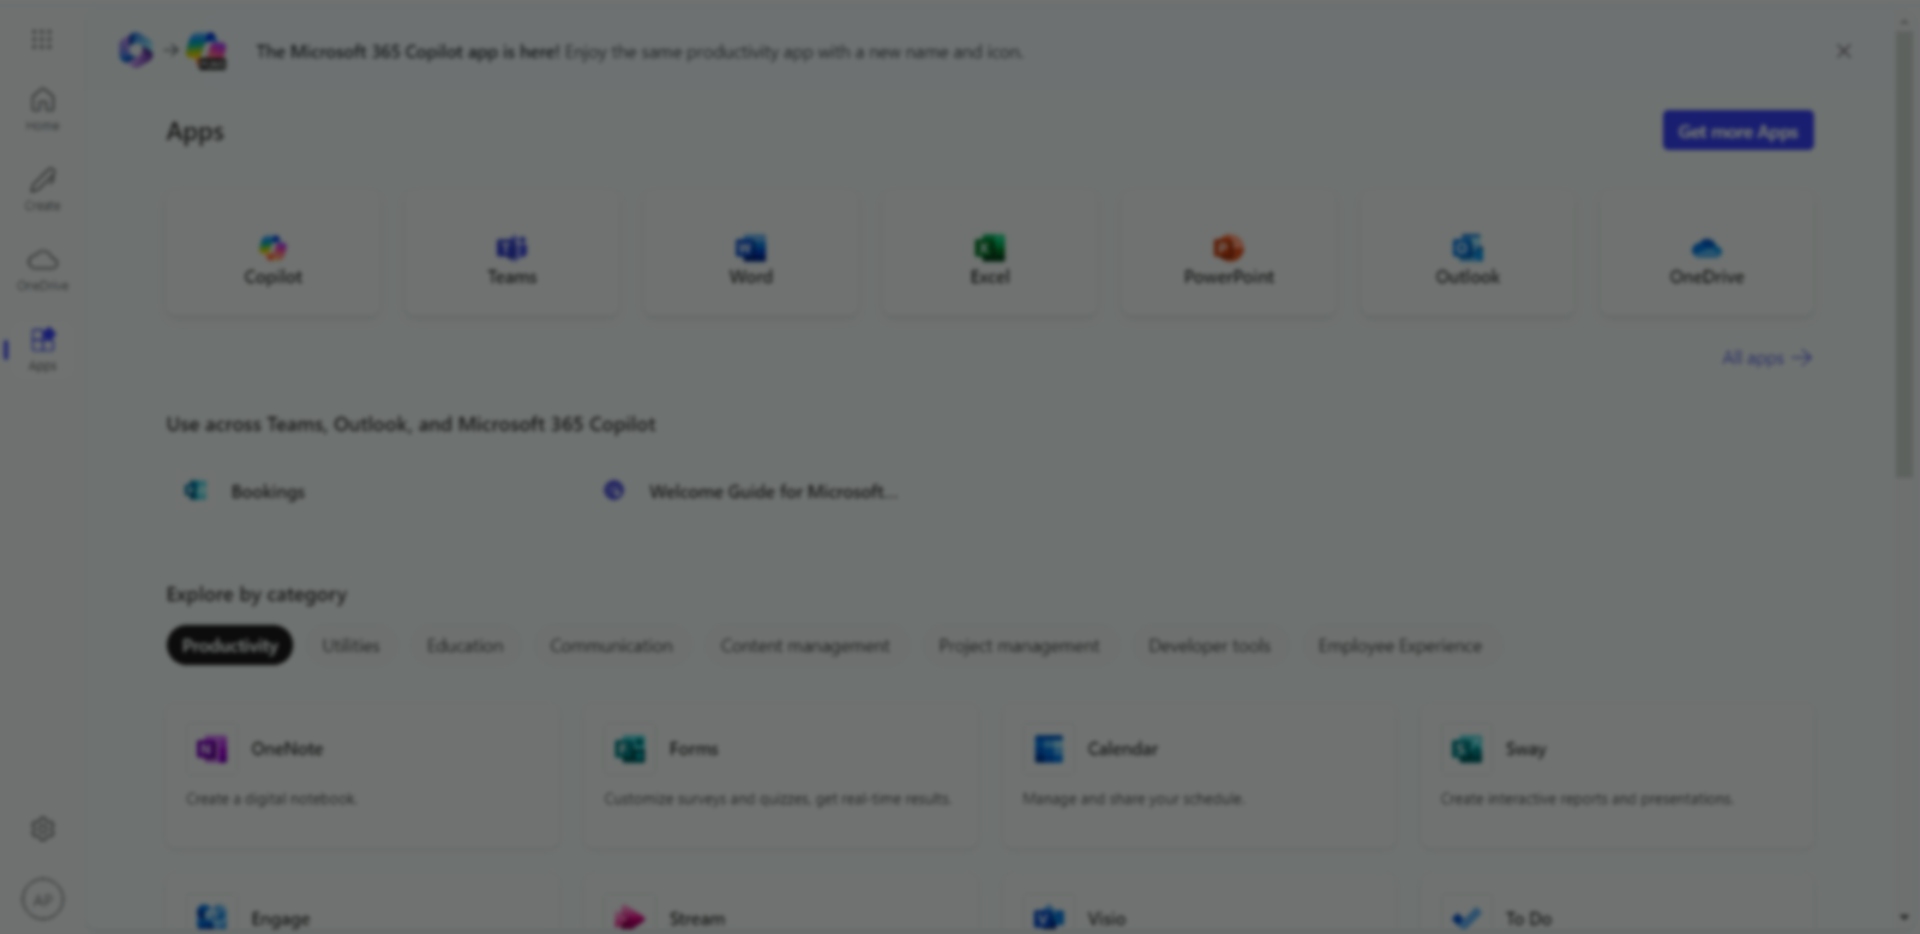 The Microsoft 365 Copilot app is here! Enjoy the same productivity app with a new name and icon.
Home
Create
OneDrive
Apps
AP
Apps
Get more Apps
Copilot
Teams
Word
Excel
PowerPoint
Outlook
OneDrive
All apps →
Use across Teams, Outlook, and Microsoft 365 Copilot
Bookings
Welcome Guide for Microsoft...
Explore by category
Productivity
Utilities
Education
Communication
Content management
Project management
Developer tools
Employee Experience
OneNote
Create a digital notebook.
Forms
Customize surveys and quizzes, get real-time results.
Calendar
Manage and share your schedule.
Sway
Create interactive reports and presentations.
Engage
Stream
Visio
To Do